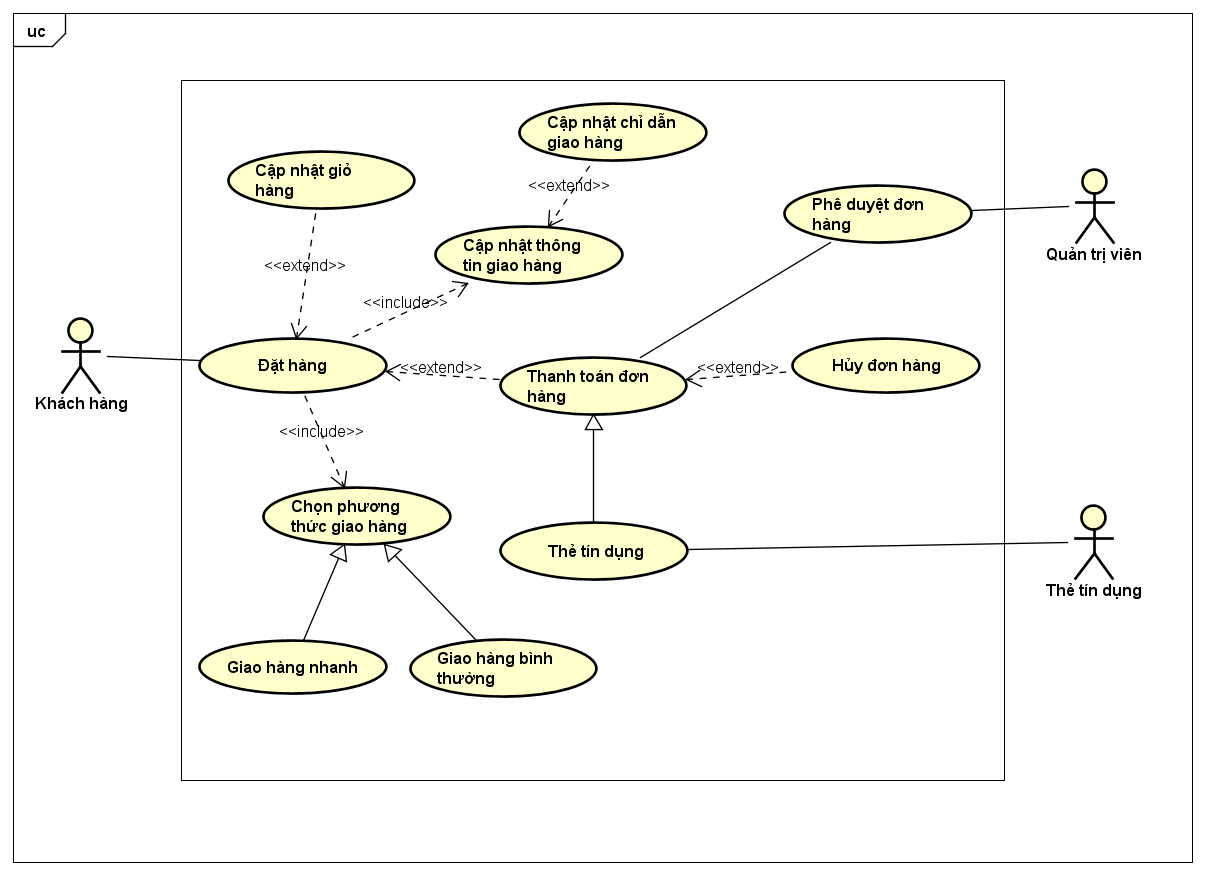 uc
Cập nhật chỉ dẫn
giao hàng
Cập nhật giỏ
hàng
<<extend>>
Phê duyệt đơn
hàng
Quản trị viên
Cập nhật thông
tin giao hàng
<<extend>>
<<include>>
Khách hàng
Đặt hàng
<<extend>>
Thanh toán đơn
hàng
<<extend>>
Hủy đơn hàng
<<include>>
Chọn phương
thức giao hàng
Thẻ tín dụng
Thẻ tín dụng
Giao hàng nhanh
Giao hàng bình
thường